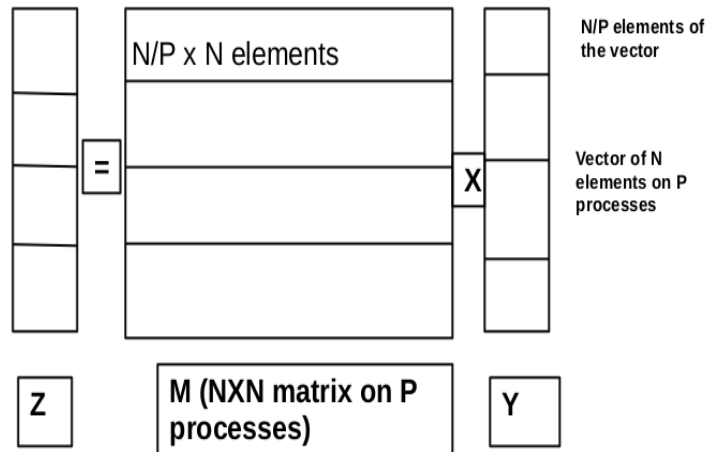 N/P x N elements
N/P elements of
the vector
=
X
Vector of N
elements on P
processes
Z
M (NXN matrix on P
processes)
Y